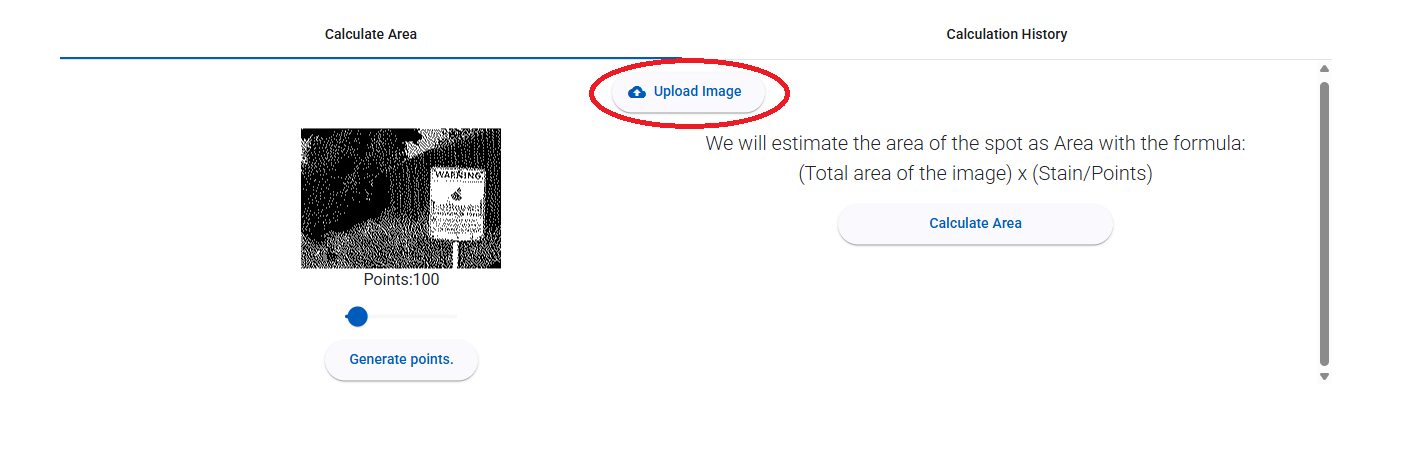 Calculate Area
Calculation History
Upload Image
WARNING
Points:100
Generate points.
We will estimate the area of the spot as Area with the formula:
(Total area of the image) x (Stain/Points)
Calculate Area